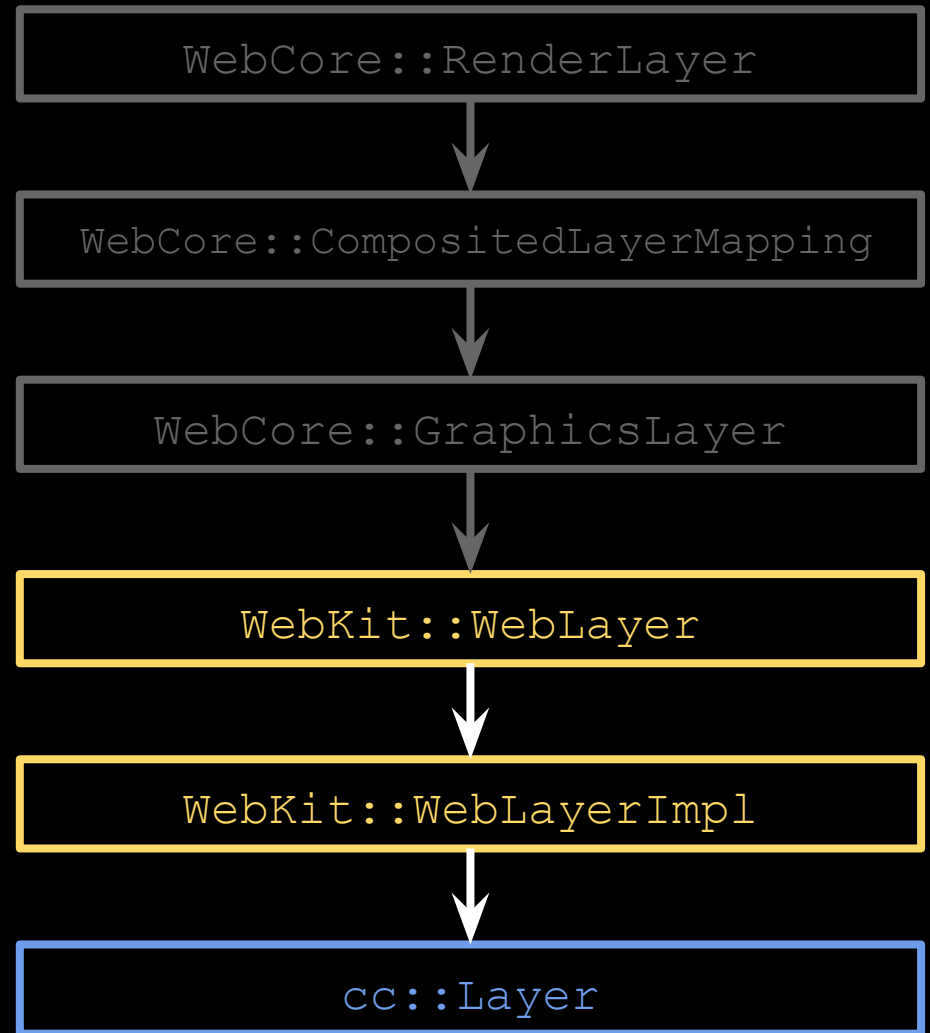 WebCore::RenderLayer
WebCore::CompositedLayerMapping
WebCore::GraphicsLayer
WebKit::WebLayer
WebKit::WebLayerImpl
cc::Layer